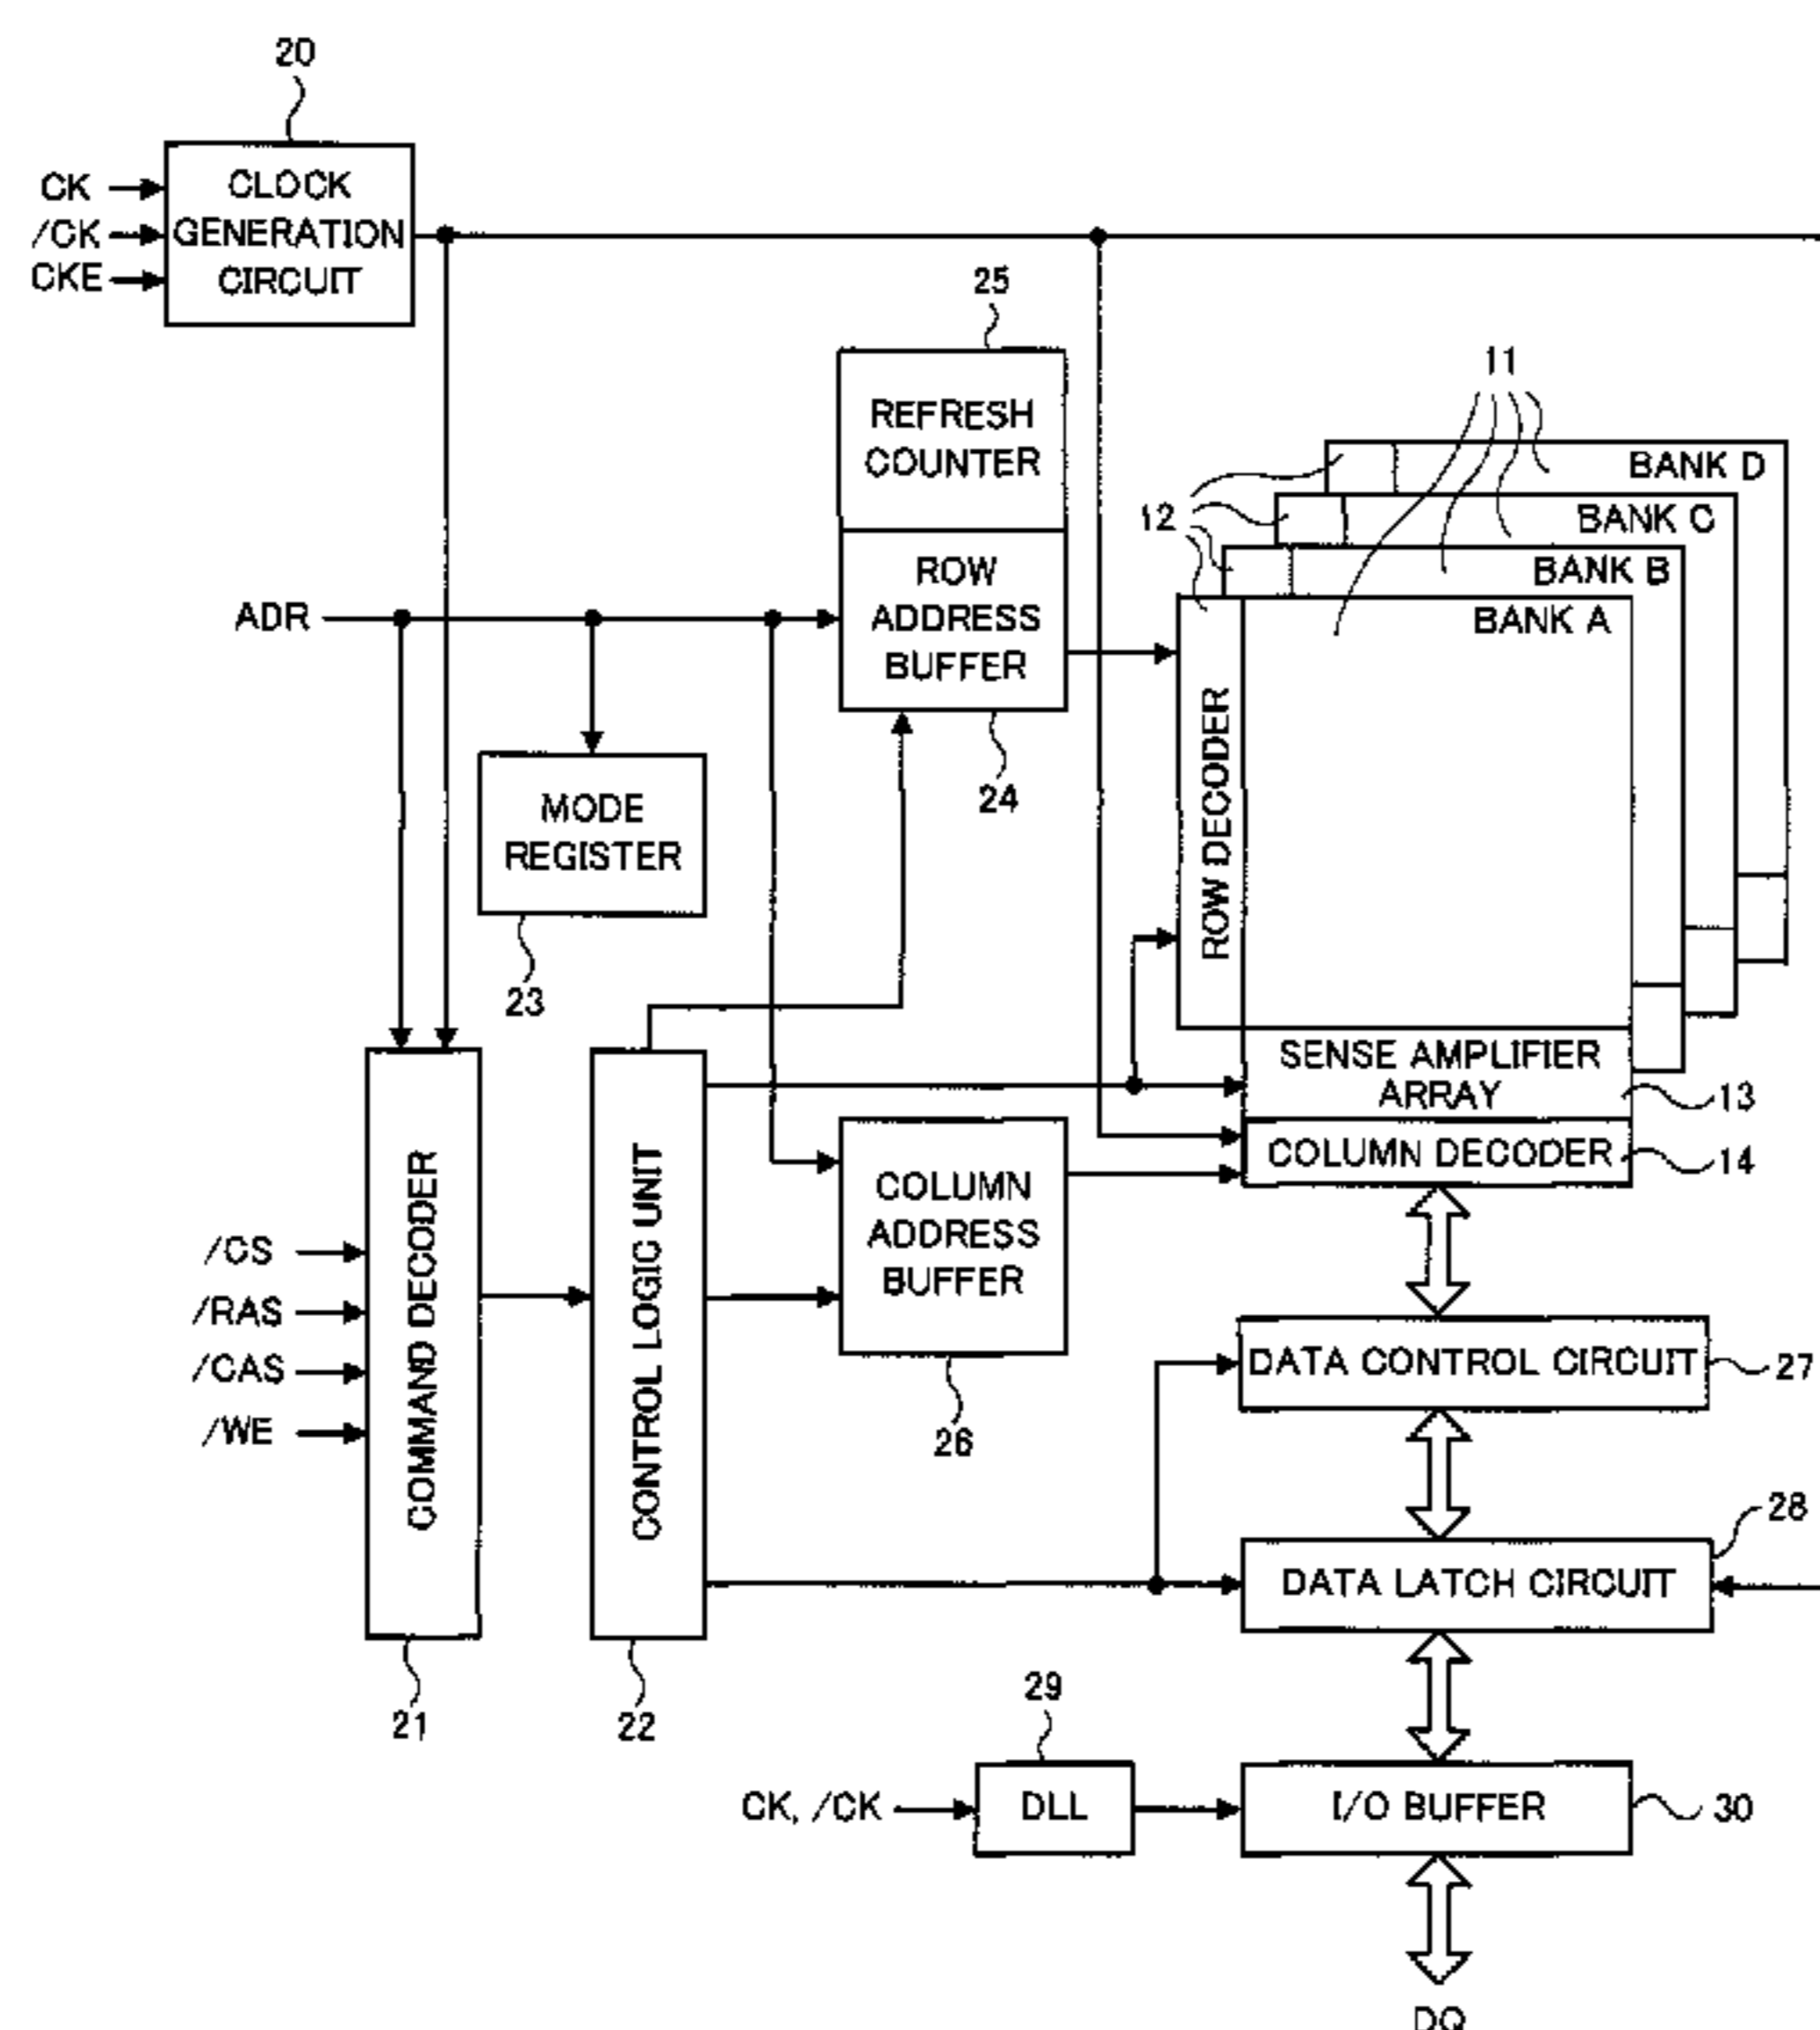 20
CK
/CK
CKE
CLOCK
GENERATION
CIRCUIT
25
REFRESH
COUNTER
11
12
BANK D
BANK C
BANK B
BANK A
ADR
ROW
ADDRESS
BUFFER
24
ROW DECODER
MODE
REGISTER
23
SENSE AMPLIFIER
ARRAY
13
COLUMN DECODER
14
COMMAND DECODER
CONTROL LOGIC UNIT
COLUMN
ADDRESS
BUFFER
26
/CS
/RAS
/CAS
/WE
DATA CONTROL CIRCUIT
27
28
DATA LATCH CIRCUIT
21
22
29
CK, /CK
DLL
I/O BUFFER
30
DQ